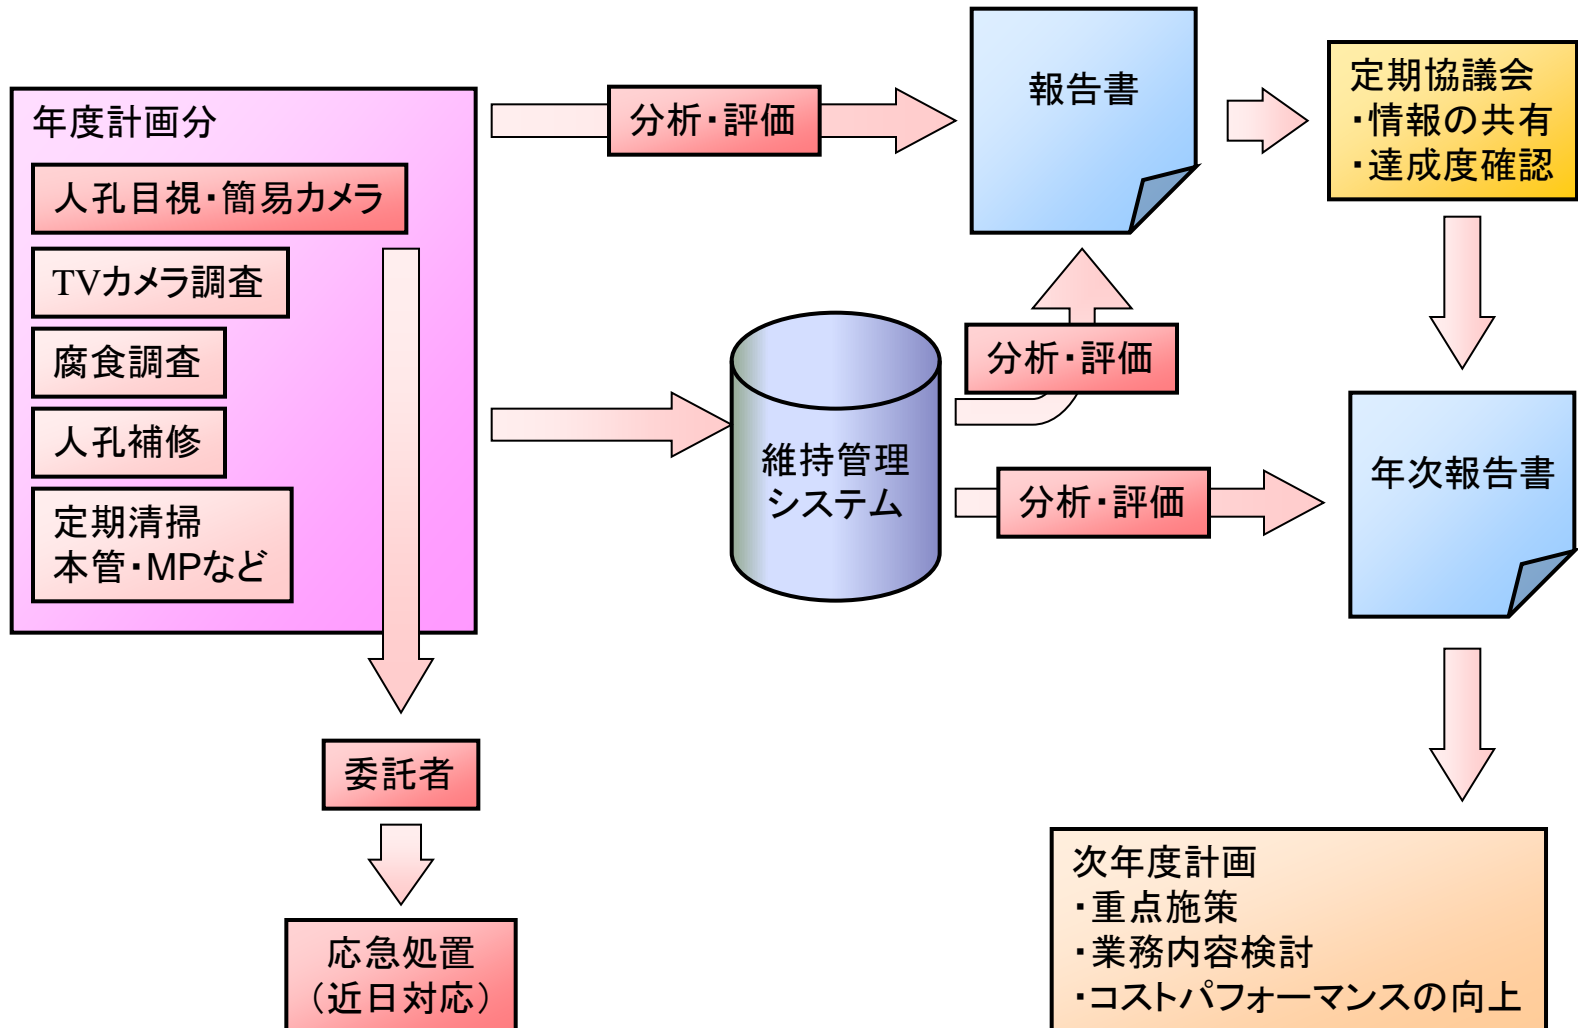 年度計画分
人孔目視・簡易カメラ
TVカメラ調査
腐食調査
人孔補修
定期清掃
本管・MPなど
分析・評価
報告書
定期協議会
・情報の共有
・達成度確認
維持管理
システム
分析・評価
分析・評価
年次報告書
委託者
応急処置
（近日対応）
次年度計画
・重点施策
・業務内容検討
・コストパフォーマンスの向上